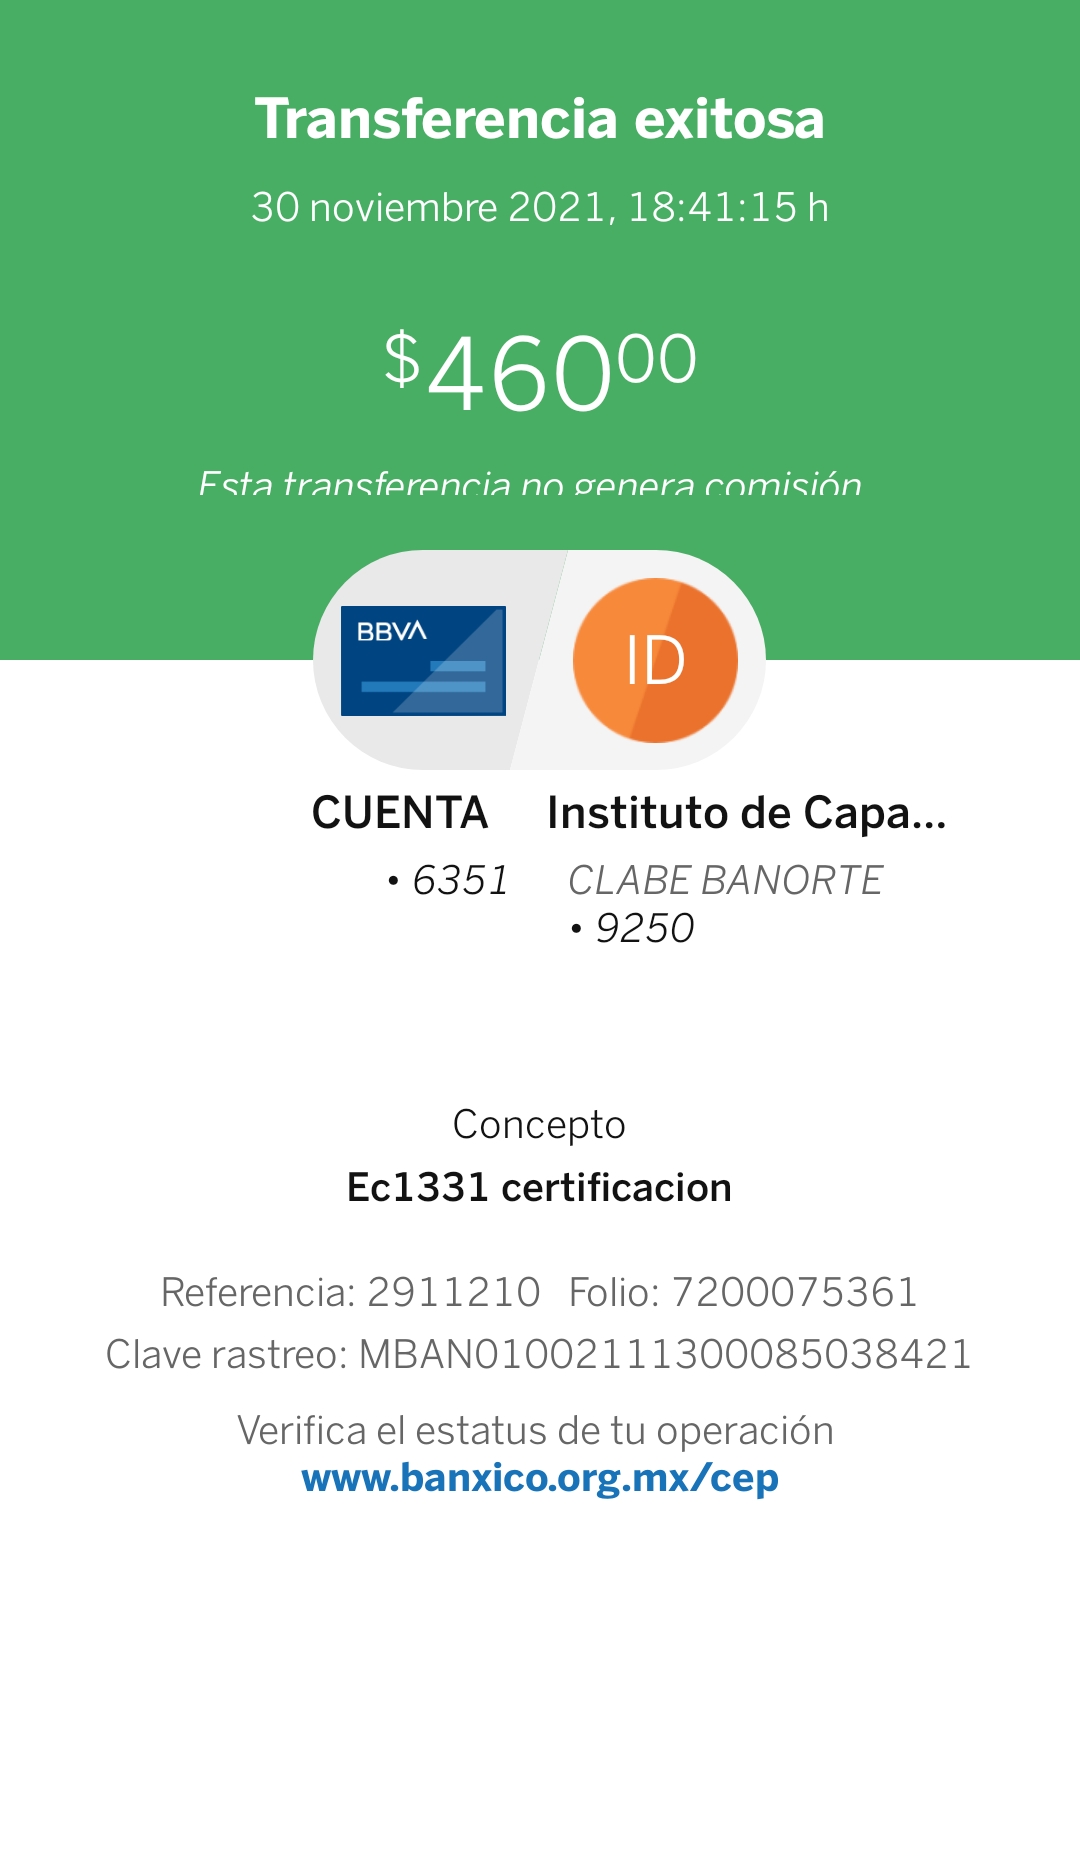 Transferencia exitosa
30 noviembre 2021, 18:41:15 h
$46000
Esta transferencia no genera comisión
BBVA
ID
CUENTA
• 6351
Instituto de Capa...
CLABE BANORTE
• 9250
Concepto
Ec1331 certificacion
Referencia: 2911210 Folio: 7200075361
Clave rastreo: MBAN01002111300085038421
Verifica el estatus de tu operación
www.banxico.org.mx/cep